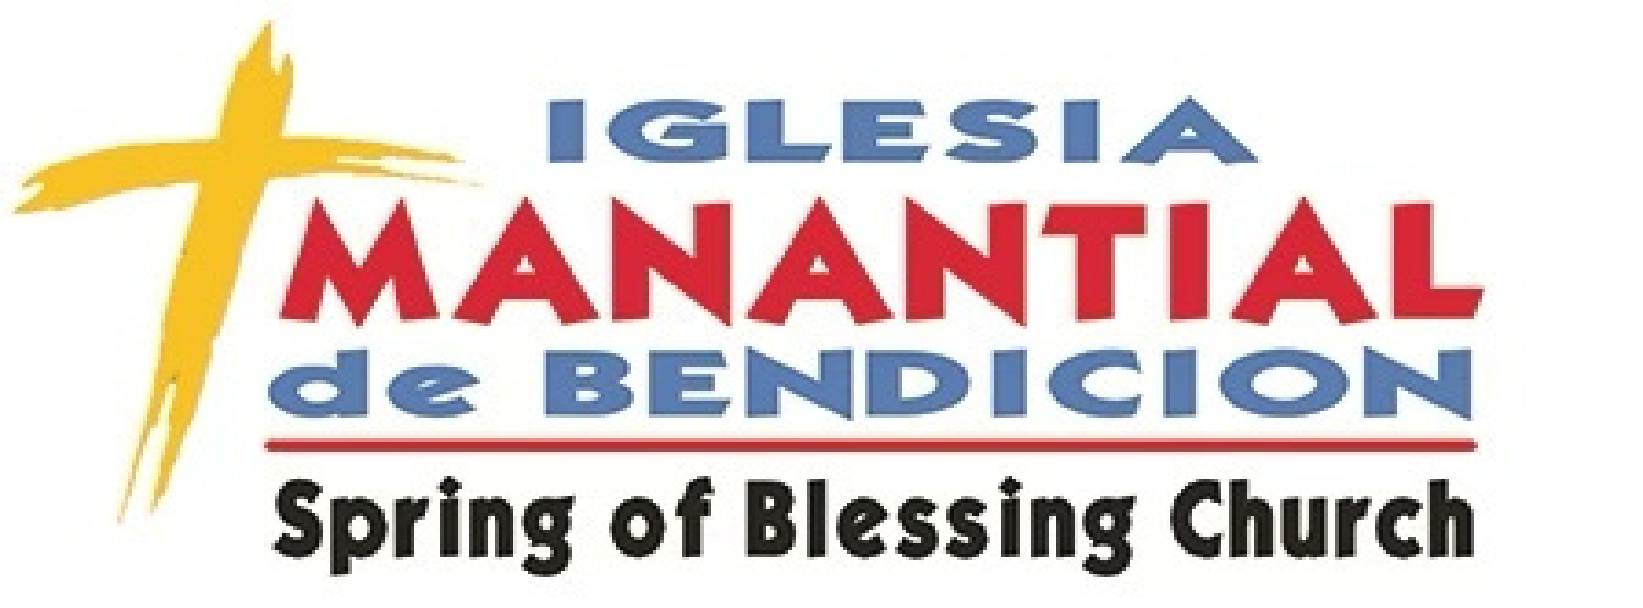 IGLESIA
MANANTIAL
de BENDICION
Spring of Blessing Church